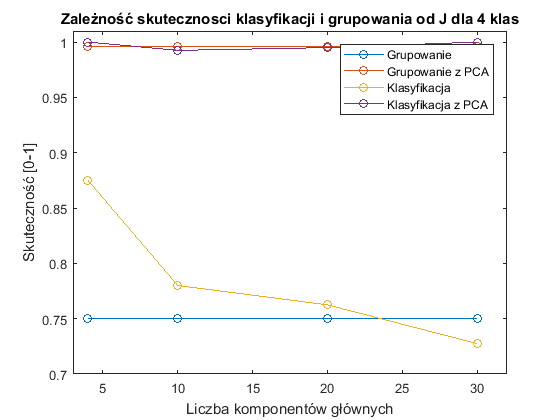 Zależność skutecznosci klasyfikacji i grupowania od J dla 4 klas
1
0.95
0.9
0.85
0.8
0.75
0.7
Skuteczność [0-1]
Grupowanie
Grupowanie z PCA
Klasyfikacja
Klasyfikacja z PCA
5 10 15 20 25 30
Liczba komponentów głównych